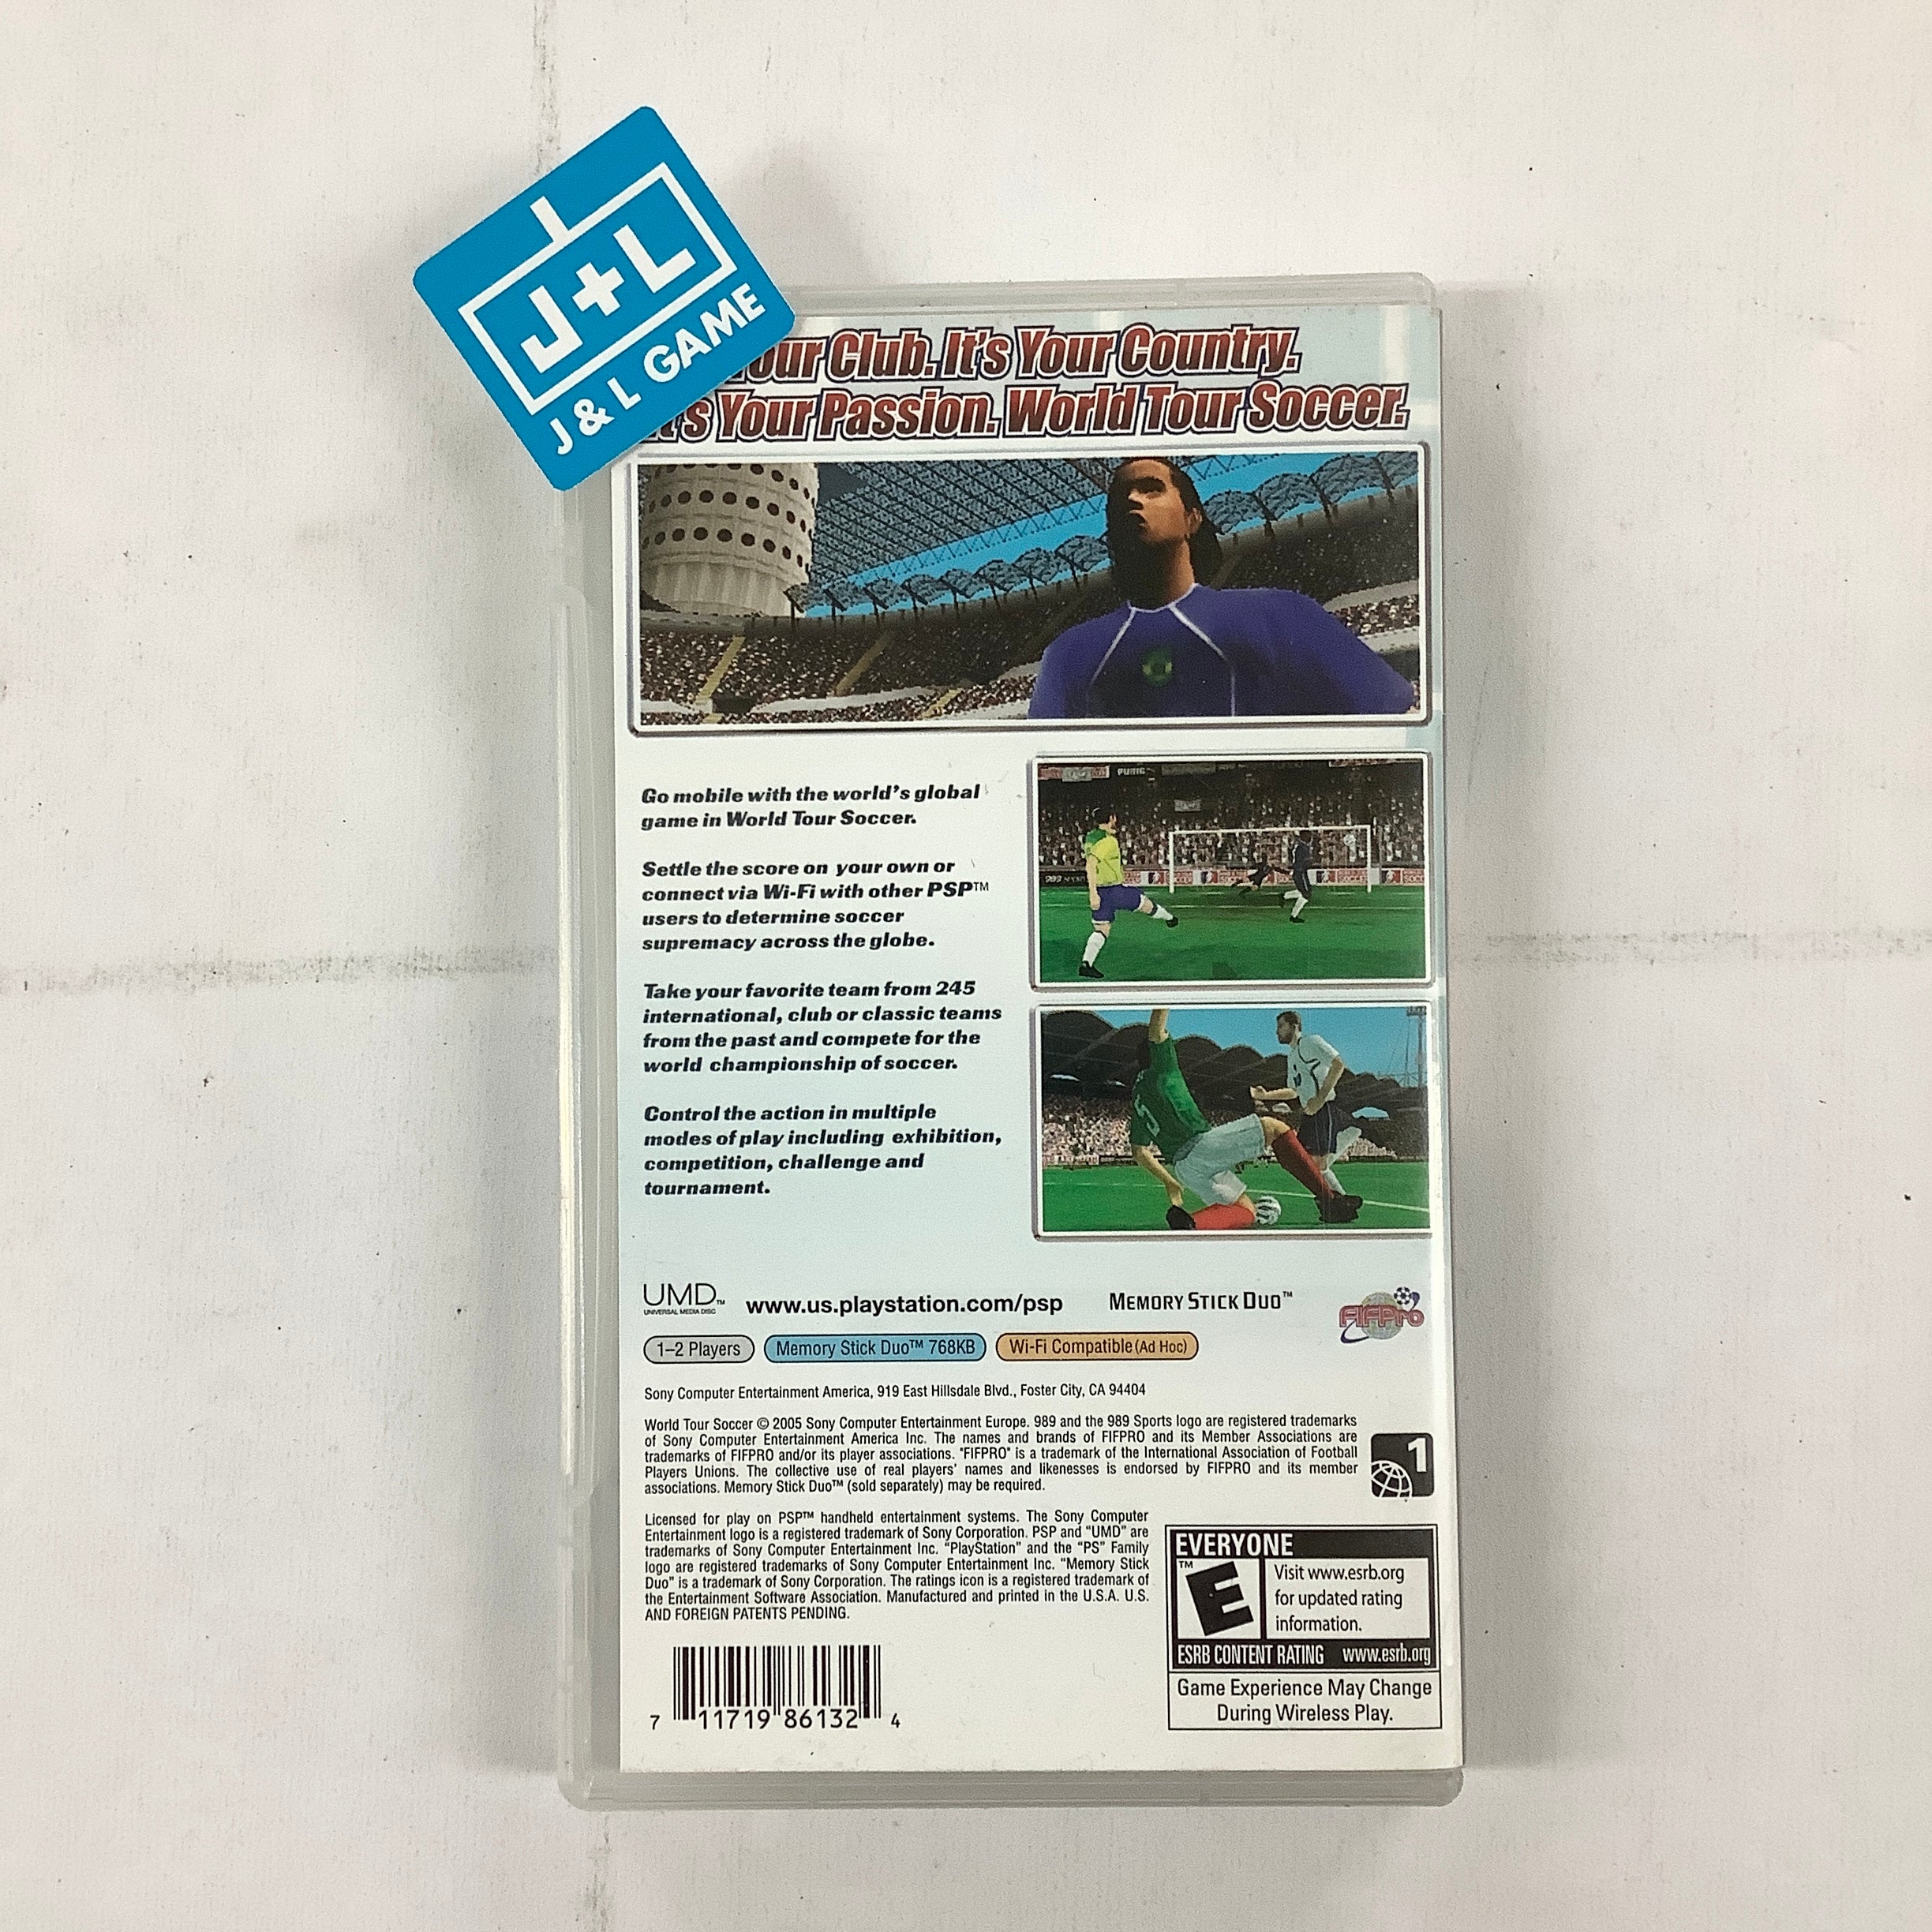 J+L
J & L GAME
our Club. It's Your Country.
It's Your Passion. World Tour Soccer.
Go mobile with the world's global
game in World Tour Soccer.
Settle the score on your own or
connect via Wi-Fi with other PSP™
users to determine soccer
supremacy across the globe.
Take your favorite team from 245
international, club or classic teams
from the past and compete for the
world championship of soccer.
Control the action in multiple
modes of play including exhibition,
competition, challenge and
tournament.
UMD™
UNIVERSAL MEDIA DISC
www.us.playstation.com/psp
MEMORY STICK DUO™
FIFPro
1–2 Players
Memory Stick Duo™ 768KB
Wi-Fi Compatible (Ad Hoc)
Sony Computer Entertainment America, 919 East Hillsdale Blvd., Foster City, CA 94404
World Tour Soccer © 2005 Sony Computer Entertainment Europe. 989 and the 989 Sports logo are registered trademarks
of Sony Computer Entertainment America Inc. The names and brands of FIFPRO and its Member Associations are
trademarks of FIFPRO and/or its player associations. "FIFPRO" is a trademark of the International Association of Football
Players Unions. The collective use of real players' names and likenesses is endorsed by FIFPRO and its member
associations. Memory Stick Duo™ (sold separately) may be required.
1
Licensed for play on PSP™ handheld entertainment systems. The Sony Computer
Entertainment logo is a registered trademark of Sony Corporation. PSP and “UMD” are
trademarks of Sony Computer Entertainment Inc. “PlayStation” and the “PS” Family
logo are registered trademarks of Sony Computer Entertainment Inc. “Memory Stick
Duo” is a trademark of Sony Corporation. The ratings icon is a registered trademark of
the Entertainment Software Association. Manufactured and printed in the U.S.A. U.S.
AND FOREIGN PATENTS PENDING.
EVERYONE
™
E
Visit www.esrb.org
for updated rating
information.
ESRB CONTENT RATING www.esrb.org
Game Experience May Change
During Wireless Play.
7 11719 86132 4